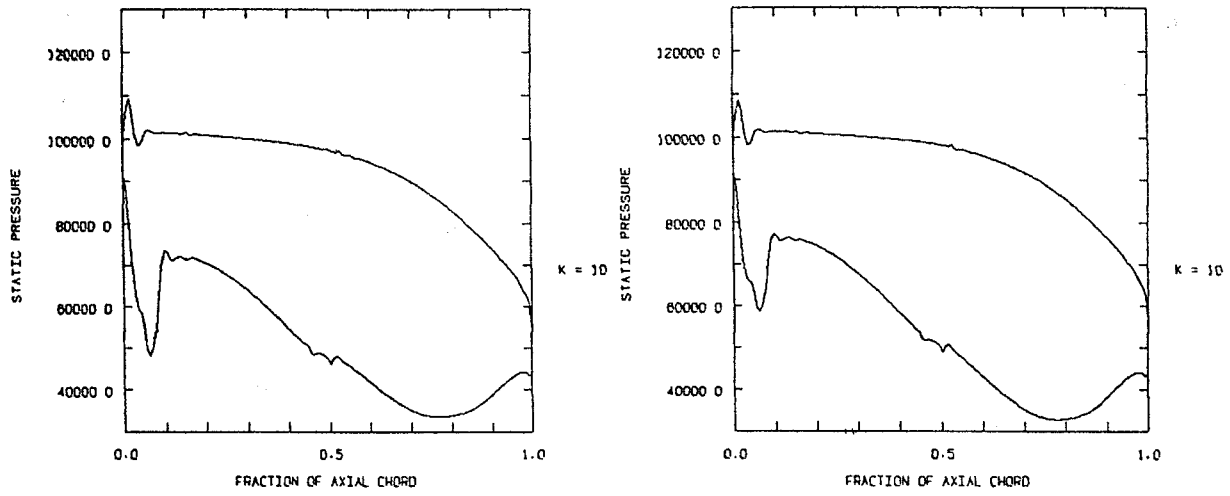 120000 0
100000 0
80000 0
60000 0
40000 0
STATIC PRESSURE
0.0
0.5
1.0
FRACTION OF AXIAL CHORD
K = 10
120000 0
100000 0
80000 0
60000 0
40000 0
STATIC PRESSURE
0.0
0.5
1.0
FRACTION OF AXIAL CHORD
K = 10